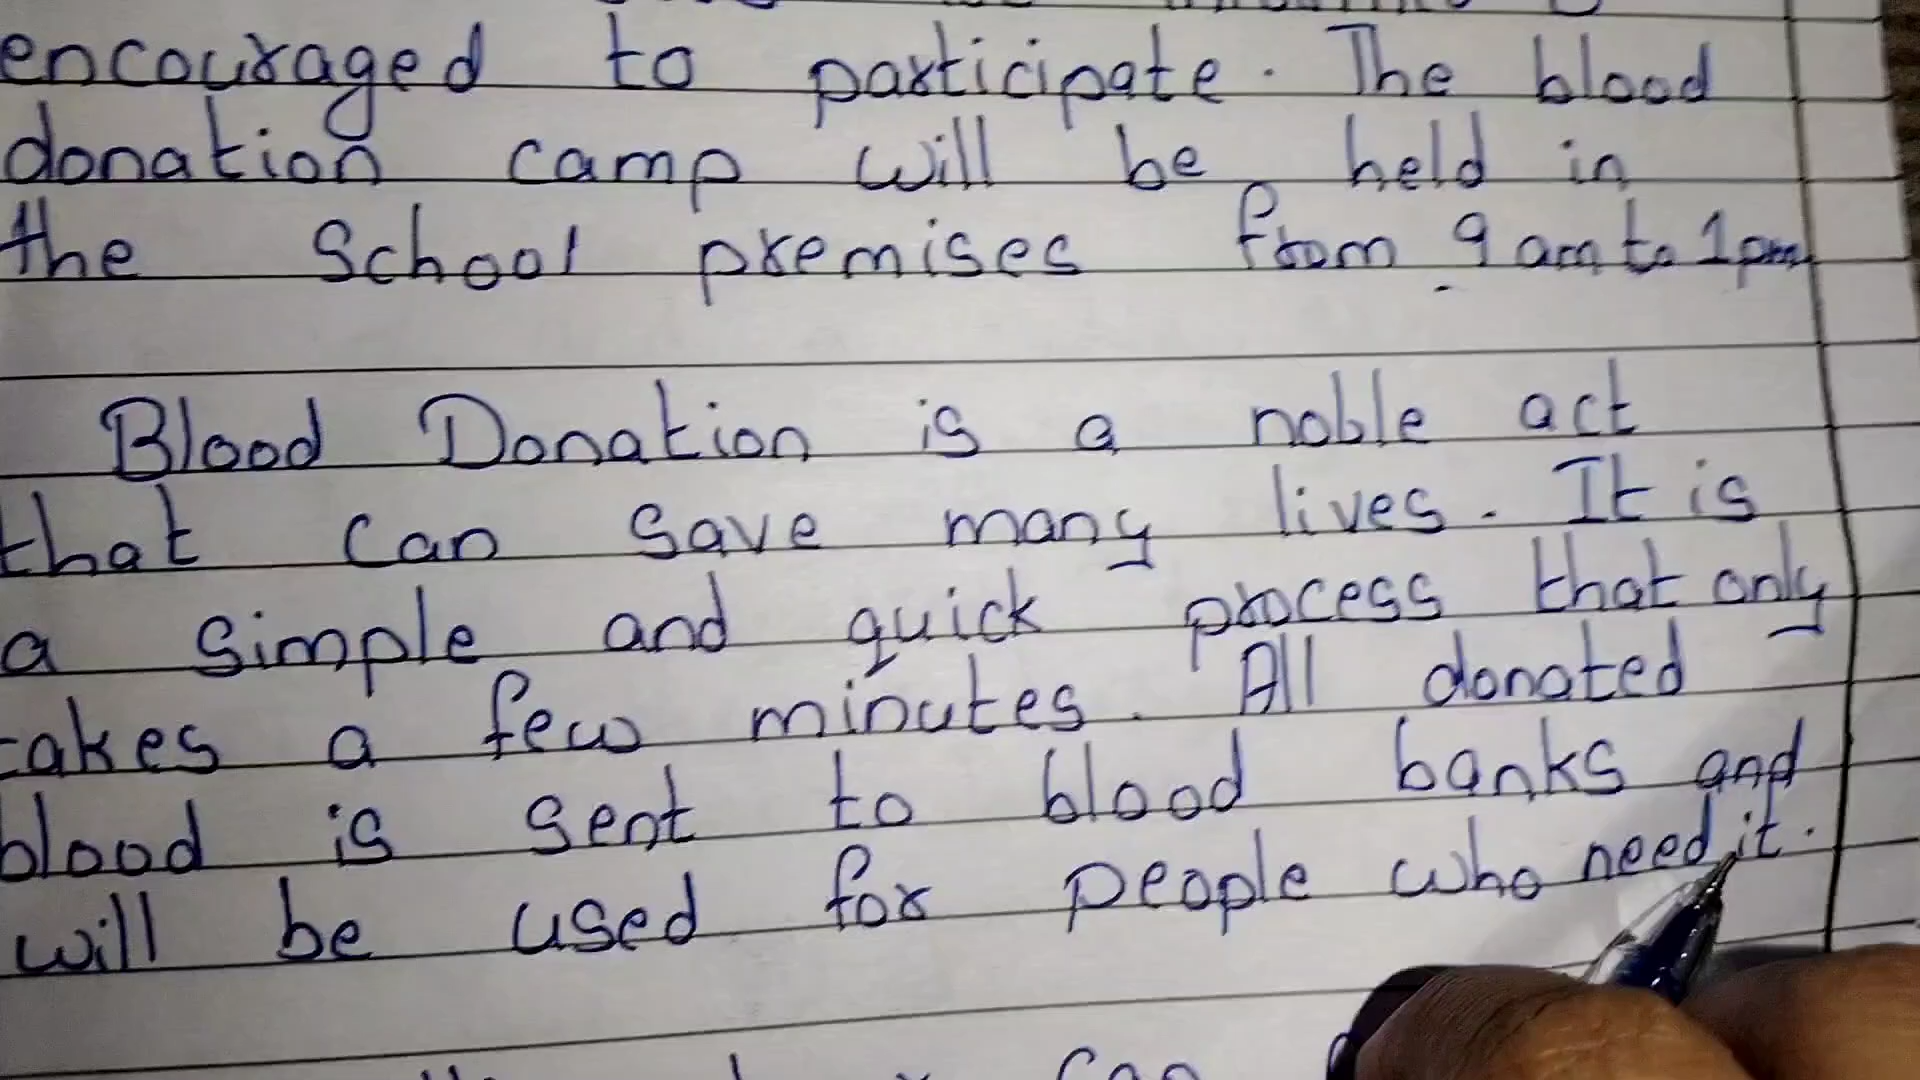 encouraged to participate. The blood
donation camp will be held in
the School premises from 9 am to 1 pm
Blood Donation is a noble act
that can save many lives. It is
a simple and quick process that only
takes a few minutes. All donated
blood is sent to blood banks and
will be used for people who need it.
can